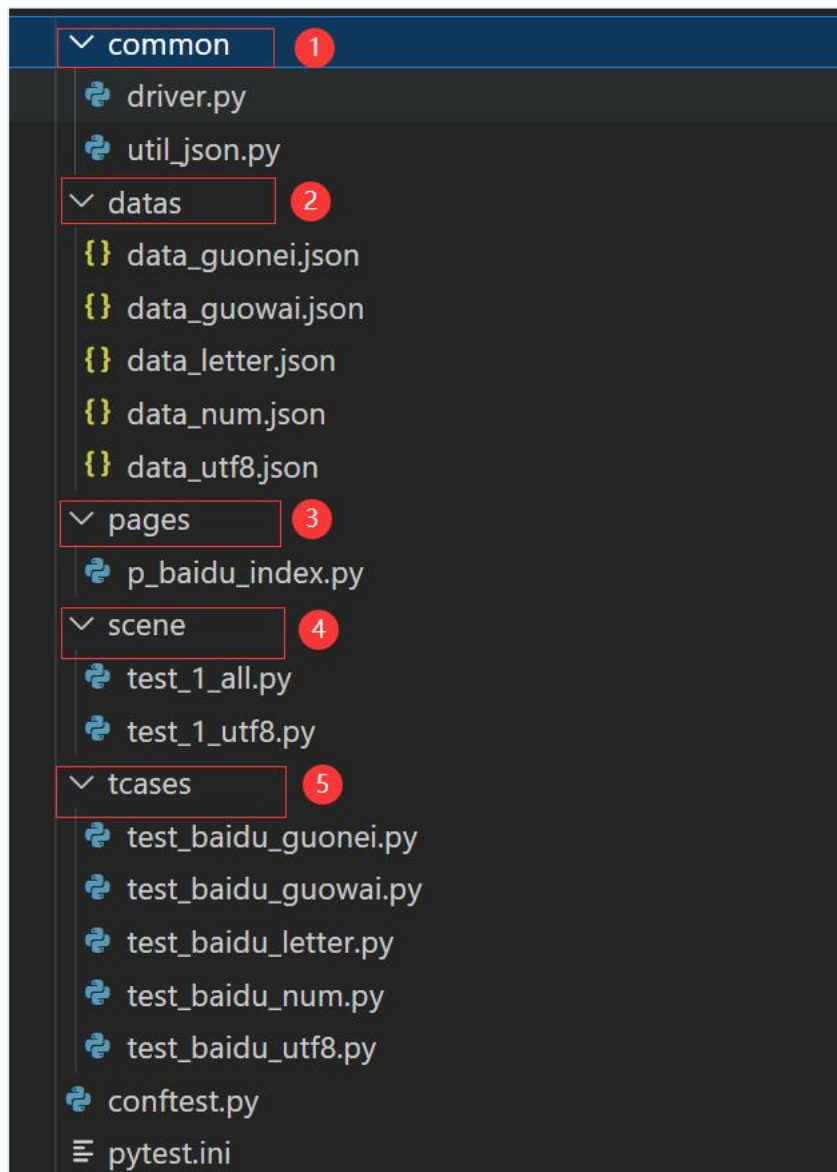 common 1
driver.py
util_json.py
datas 2
{} data_guonei.json
{} data_guowai.json
{} data_letter.json
{} data_num.json
{} data_utf8.json
pages 3
p_baidu_index.py
scene 4
test_1_all.py
test_1_utf8.py
tcases 5
test_baidu_guonei.py
test_baidu_guowai.py
test_baidu_letter.py
test_baidu_num.py
test_baidu_utf8.py
conftest.py
pytest.ini